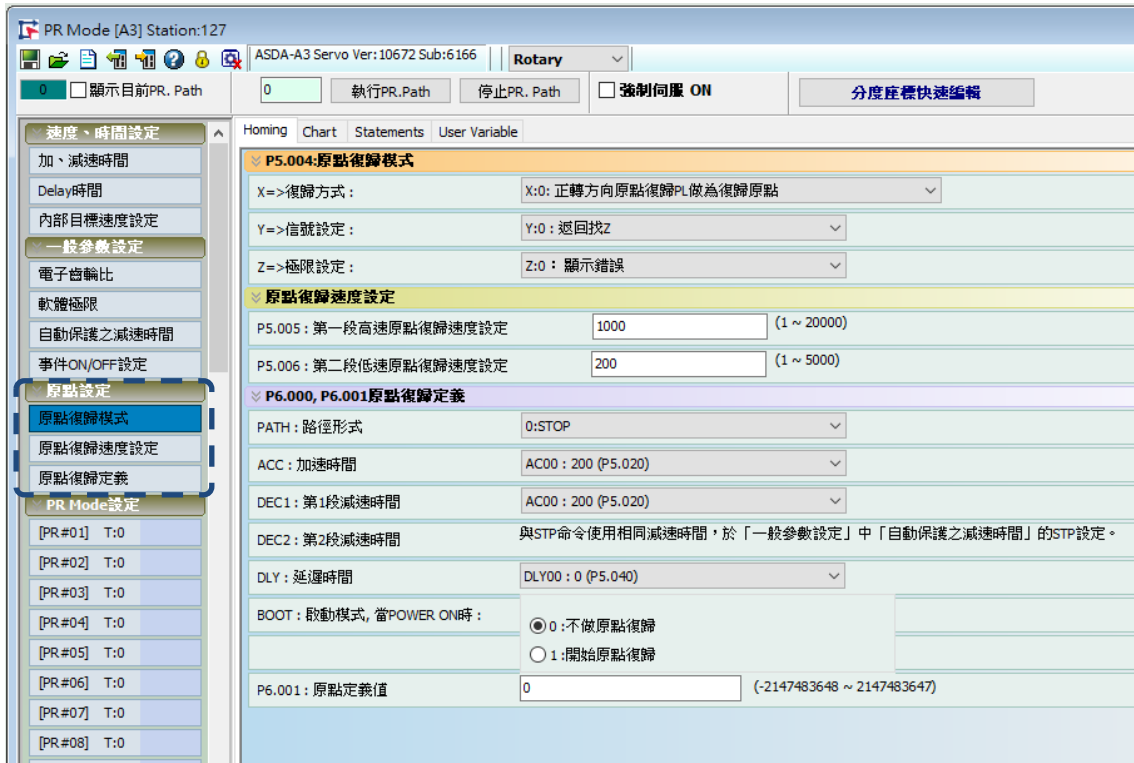 PR Mode [A3] Station:127
ASDA-A3 Servo Ver:10672 Sub:6166
Rotary
0 顯示目前PR. Path
0
執行PR.Path
停止PR. Path
強制伺服 ON
分度座標快速編輯
速度、時間設定
加、減速時間
Delay時間
內部目標速度設定
一般參數設定
電子齒輪比
軟體極限
自動保護之減速時間
事件ON/OFF設定
原點設定
原點復歸模式
原點復歸速度設定
原點復歸定義
PR Mode設定
[PR#01] T:0
[PR#02] T:0
[PR#03] T:0
[PR#04] T:0
[PR#05] T:0
[PR#06] T:0
[PR#07] T:0
[PR#08] T:0
Homing Chart Statements User Variable
P5.004:原點復歸模式
X=>復歸方式 : X:0: 正轉方向原點復歸PL做為復歸原點
Y=>信號設定 : Y:0 : 返回找Z
Z=>極限設定 : Z:0 : 顯示錯誤
原點復歸速度設定
P5.005 : 第一段高速原點復歸速度設定 1000 (1 ~ 20000)
P5.006 : 第二段低速原點復歸速度設定 200 (1 ~ 5000)
P6.000, P6.001原點復歸定義
PATH : 路徑形式 0:STOP
ACC : 加速時間 AC00 : 200 (P5.020)
DEC1 : 第1段減速時間 AC00 : 200 (P5.020)
DEC2 : 第2段減速時間 與STP命令使用相同減速時間，於「一般參數設定」中「自動保護之減速時間」的STP設定。
DLY : 延遲時間 DLY00 : 0 (P5.040)
BOOT : 啟動模式, 當POWER ON時 :
0 :不做原點復歸
1 :開始原點復歸
P6.001 : 原點定義值 0 (-2147483648 ~ 2147483647)